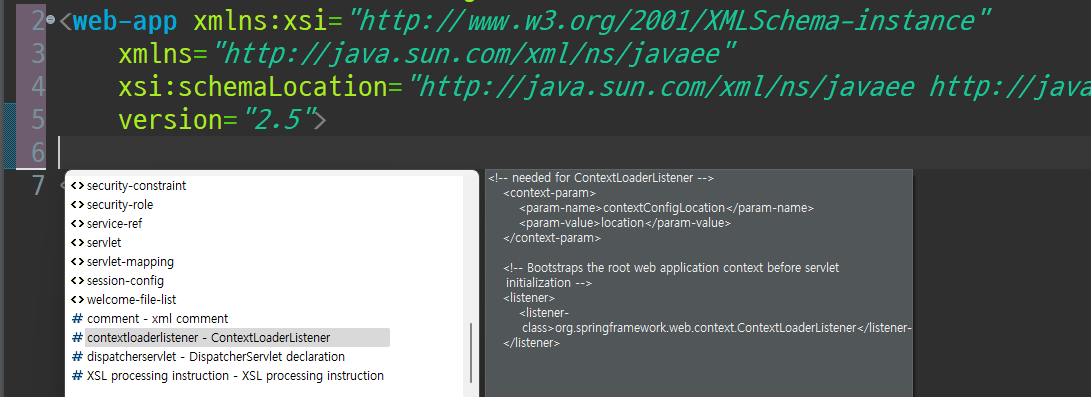 2 <web-app xmlns:xsi="http://www.w3.org/2001/XMLSchema-instance"
3 xmlns="http://java.sun.com/xml/ns/javaee"
4 xsi:schemaLocation="http://java.sun.com/xml/ns/javaee http://java
5 version="2.5">
6
7 <
<> security-constraint
<> security-role
<> service-ref
<> servlet
<> servlet-mapping
<> session-config
<> welcome-file-list
# comment - xml comment
# contextloaderlistener - ContextLoaderListener
# dispatcherservlet - DispatcherServlet declaration
# XSL processing instruction - XSL processing instruction
<!-- needed for ContextLoaderListener -->
<context-param>
<param-name>contextConfigLocation</param-name>
<param-value>location</param-value>
</context-param>
<!-- Bootstraps the root web application context before servlet
initialization -->
<listener>
<listener-
class>org.springframework.web.context.ContextLoaderListener</listener-
</listener>